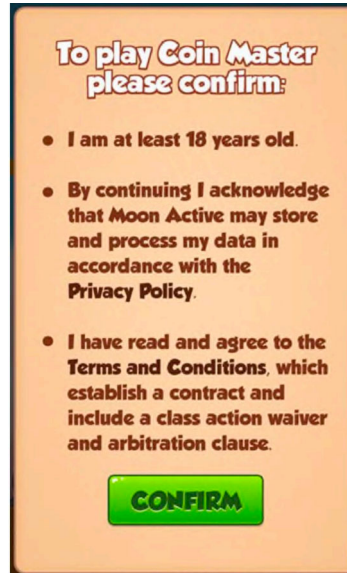 To play Coin Master
please confirm:
• I am at least 18 years old.
• By continuing I acknowledge
that Moon Active may store
and process my data in
accordance with the
Privacy Policy.
• I have read and agree to the
Terms and Conditions, which
establish a contract and
include a class action waiver
and arbitration clause.
CONFIRM